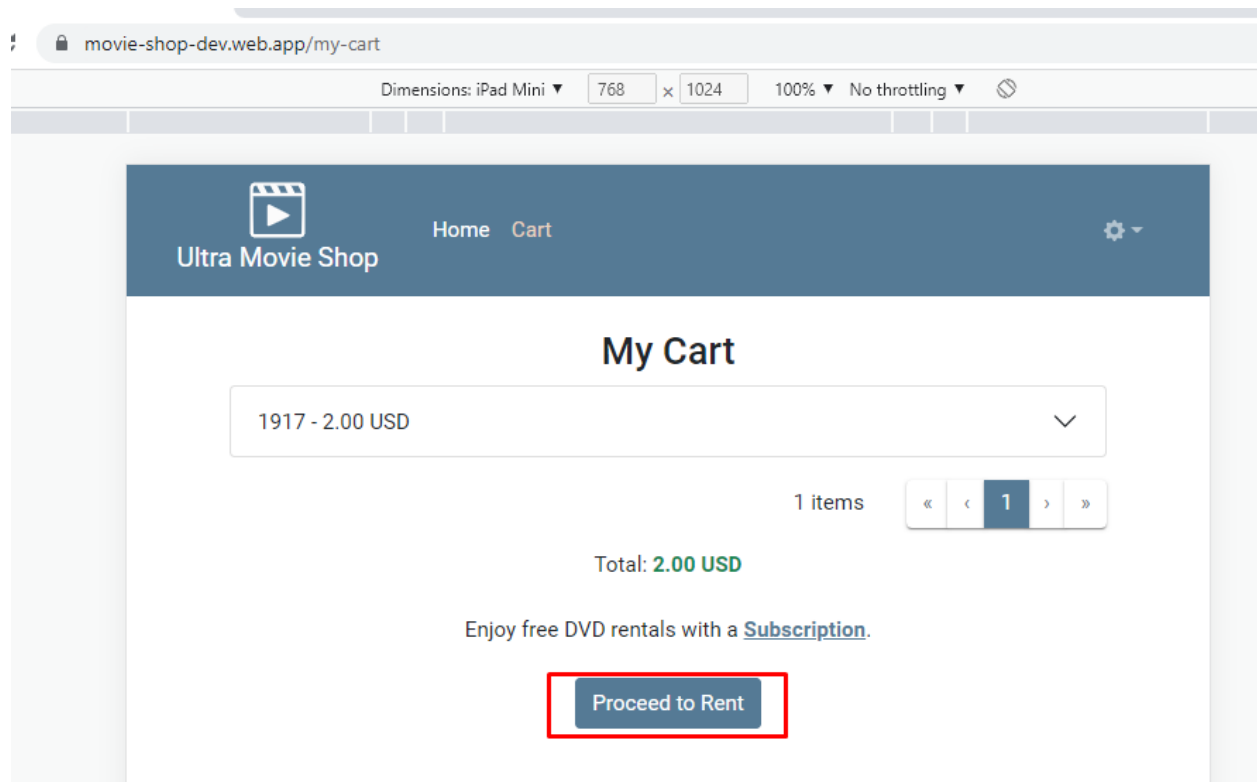 movie-shop-dev.web.app/my-cart
Dimensions: iPad Mini ▼ 768 × 1024 100% ▼ No throttling ▼
Home Cart
Ultra Movie Shop
My Cart
1917 - 2.00 USD
1 items « ‹ 1 › »
Total: 2.00 USD
Enjoy free DVD rentals with a Subscription.
Proceed to Rent